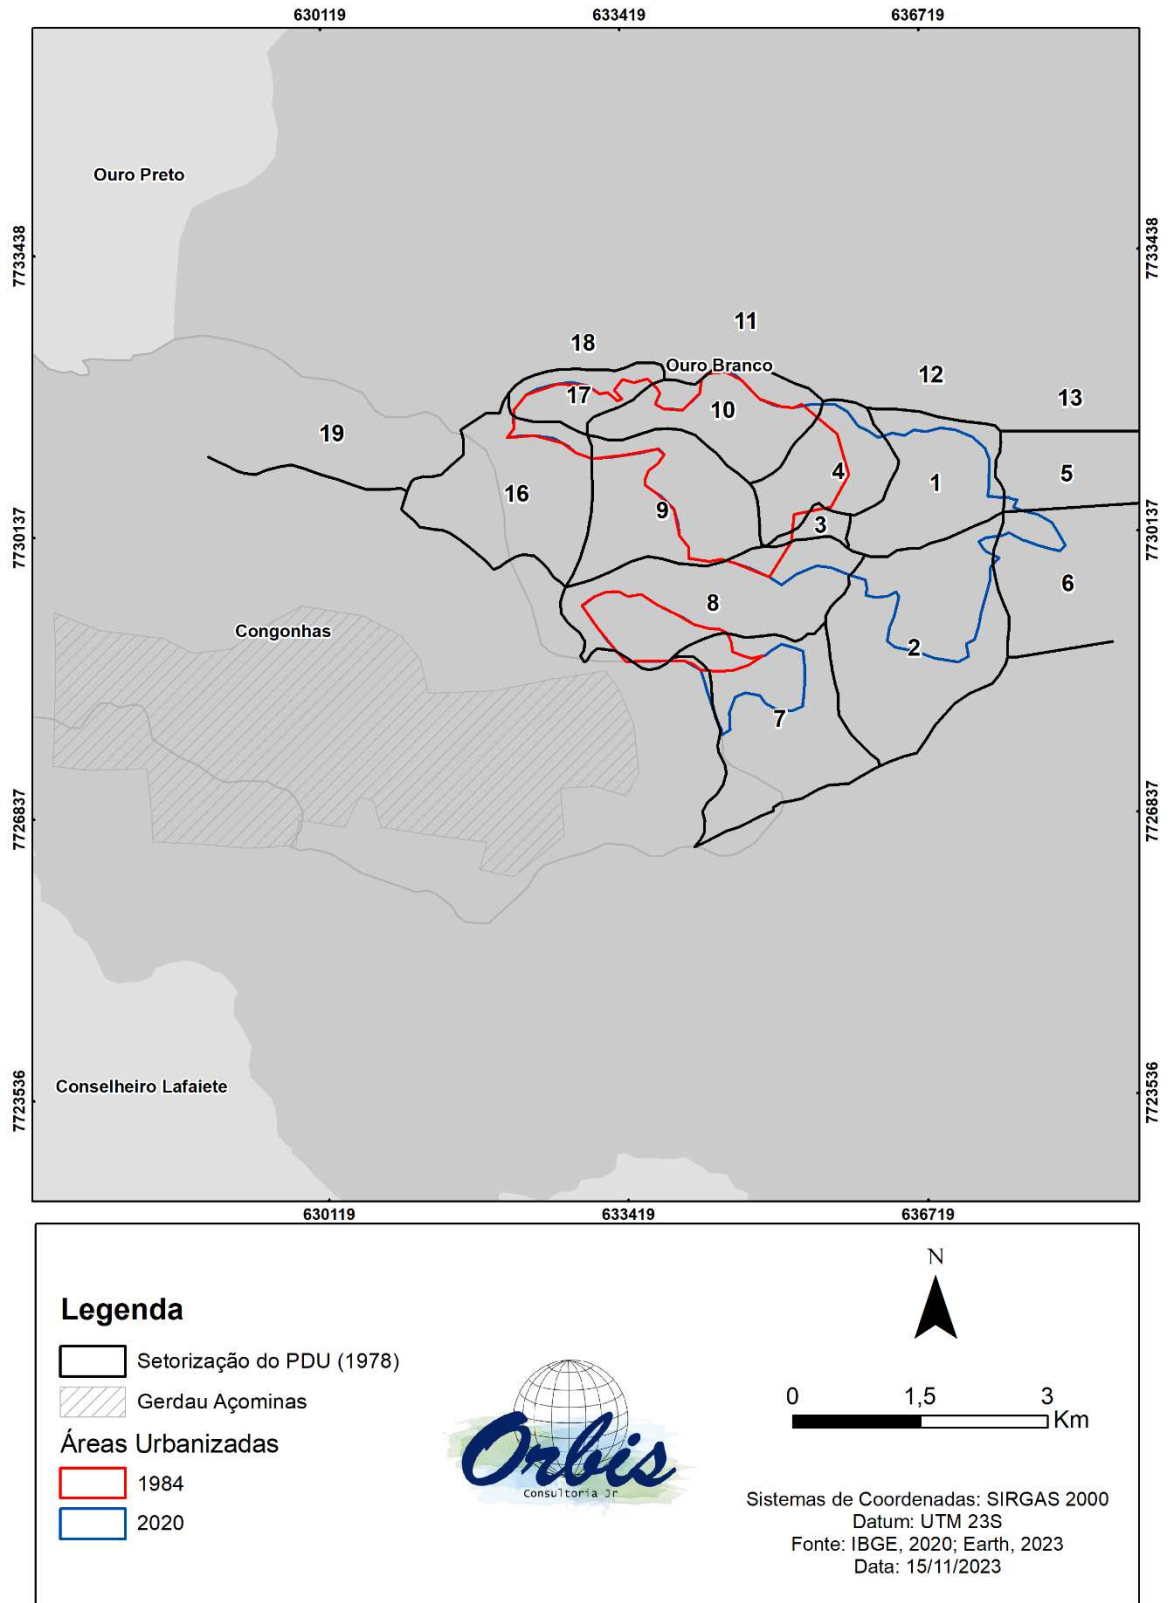 630119
633419
636719
Ouro Preto
7733438
7733438
11
18
Ouro Branco
12
17
13
10
19
4
5
1
16
9
3
7730137
7730137
6
8
Congonhas
2
7
7726837
7726837
Conselheiro Lafaiete
7723536
7723536
630119
633419
636719
N
Legenda
Setorização do PDU (1978)
Gerdau Açominas
Áreas Urbanizadas
1984
2020
Orbis
Consultoria Jr
0
1,5
3
Km
Sistemas de Coordenadas: SIRGAS 2000
Datum: UTM 23S
Fonte: IBGE, 2020; Earth, 2023
Data: 15/11/2023